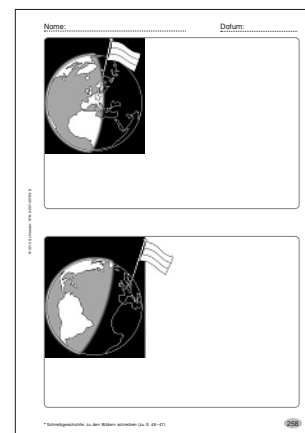 Name:
Datum:
* Schreibgeschichte: zu den Bildern schreiben (zu S. 46–47)
258